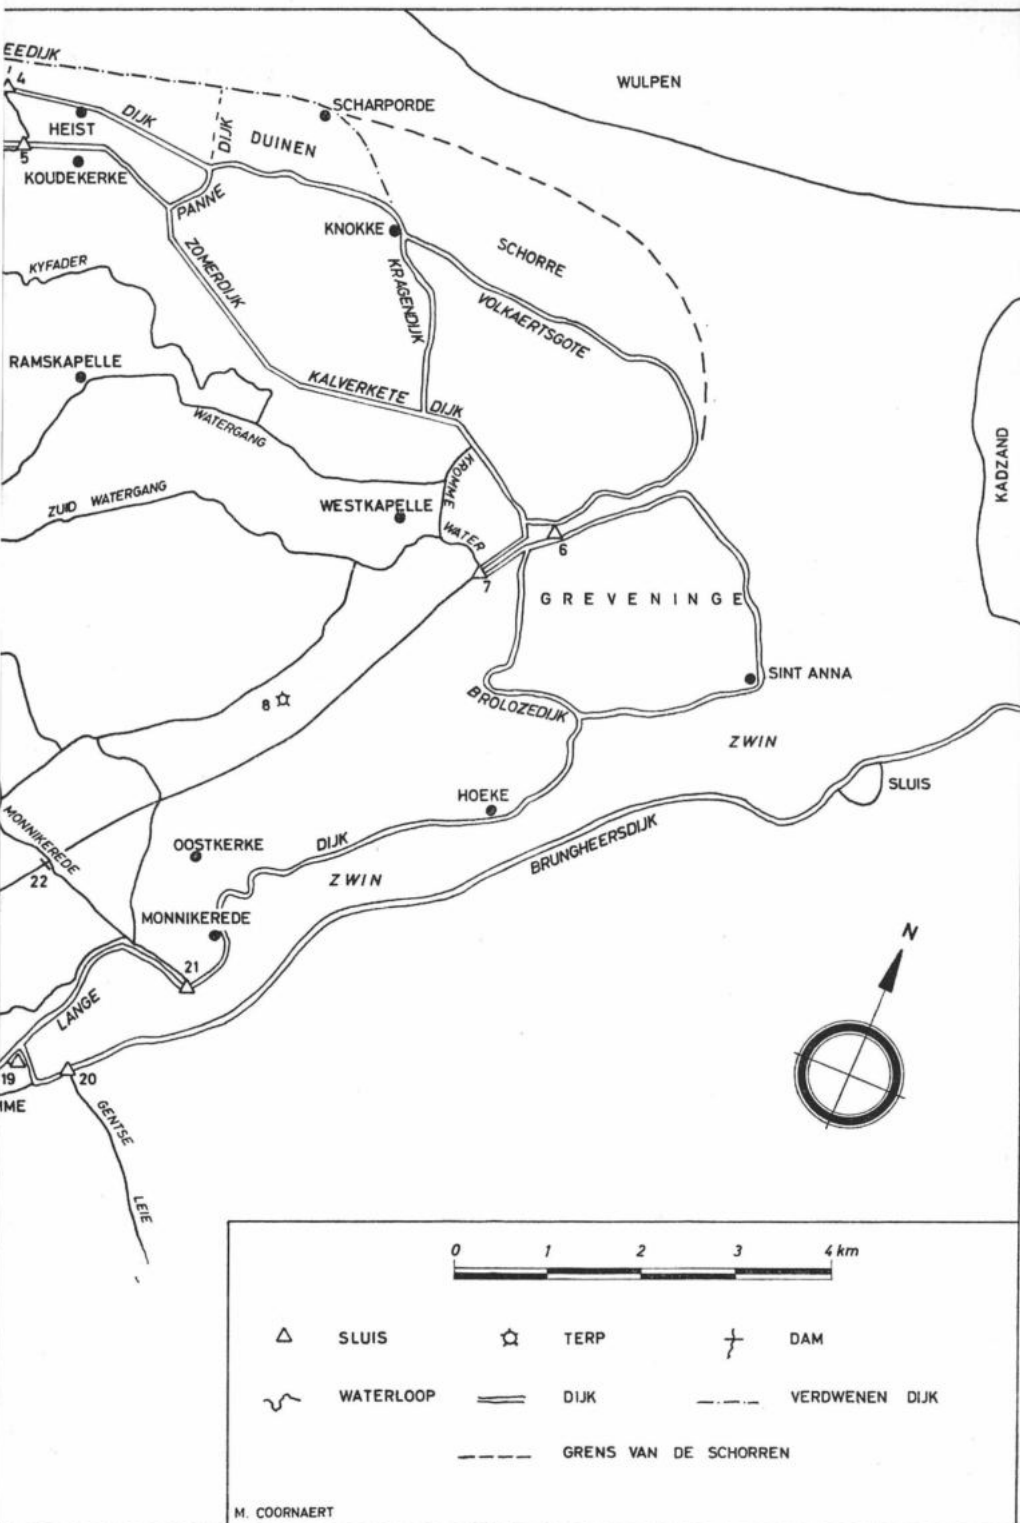 EEDIJK
4
WULPEN
SCHARPORDE
DIJK
HEIST
DIJK
DUINEN
5
KOUDEKERKE
PANNE
KNOKKE
SCHORRE
ZOMERDIJK
KRAGENDIJK
KYFADER
VOLKAERTSGOTE
RAMSKAPELLE
KALVERKETE DIJK
WATERGANG
KADZAND
KROMME WATER
ZUID WATERGANG
WESTKAPELLE
6
7
GREVENINGE
SINT ANNA
8
BROLOZEDIJK
ZWIN
SLUIS
HOEKE
MONNIKEREDE
OOSTKERKE
DIJK
BRUNGHEERSDIJK
22
ZWIN
MONNIKEREDE
N
21
LANGE
19
20
MME
GENTSE
LEIE
0 1 2 3 4 km
SLUIS TERP DAM
WATERLOOP DIJK VERDWENEN DIJK
GRENS VAN DE SCHORREN
M. COORNAERT